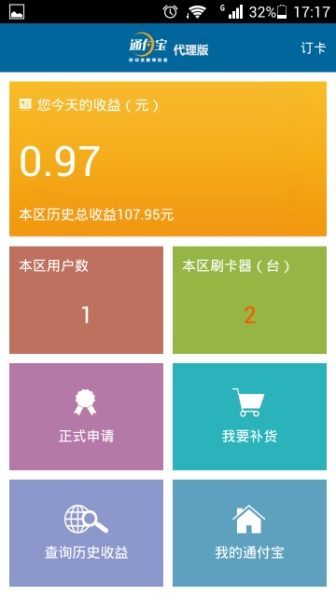 G 32% 17:17
通付宝 代理版
订卡
您今天的收益（元）
0.97
本区历史总收益107.95元
本区用户数
1
本区刷卡器（台）
2
正式申请
我要补货
查询历史收益
我的通付宝